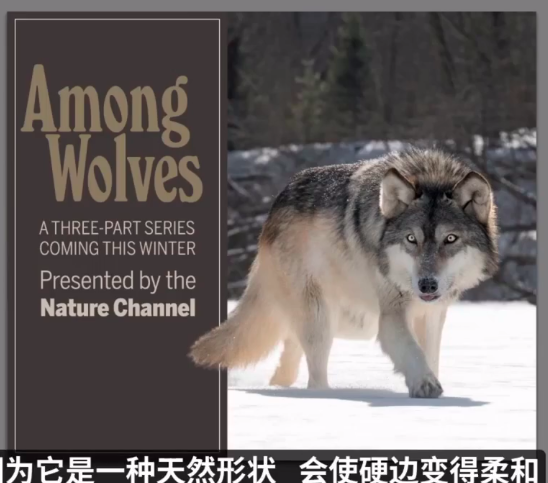 Among
Wolves
A THREE-PART SERIES
COMING THIS WINTER
Presented by the
Nature Channel
为它是一种天然形状 会使硬边变得柔和